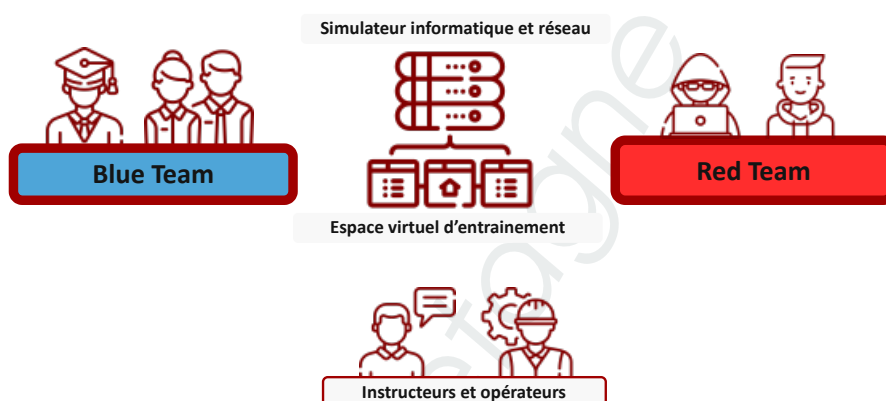 Simulateur informatique et réseau
Blue Team
Red Team
Espace virtuel d'entrainement
Instructeurs et opérateurs